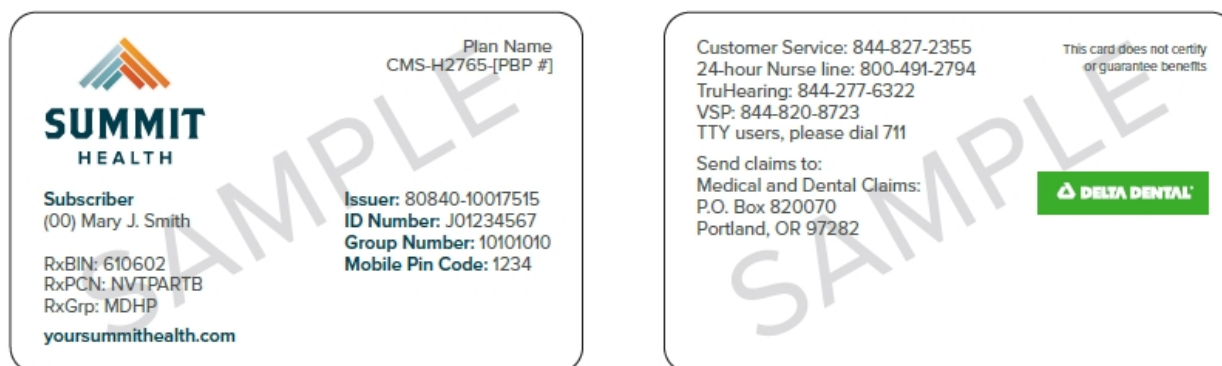 Plan Name
CMS-H2765-[PBP #]
SUMMIT
HEALTH
Subscriber
(00) Mary J. Smith
Issuer: 80840-10017515
ID Number: J01234567
Group Number: 10101010
Mobile Pin Code: 1234
RxBIN: 610602
RxPCN: NVTPARTB
RxGrp: MDHP
yoursummithealth.com
SAMPLE
Customer Service: 844-827-2355
24-hour Nurse line: 800-491-2794
TruHearing: 844-277-6322
VSP: 844-820-8723
TTY users, please dial 711
This card does not certify
or guarantee benefits
Send claims to:
Medical and Dental Claims:
P.O. Box 820070
Portland, OR 97282
DELTA DENTAL
SAMPLE